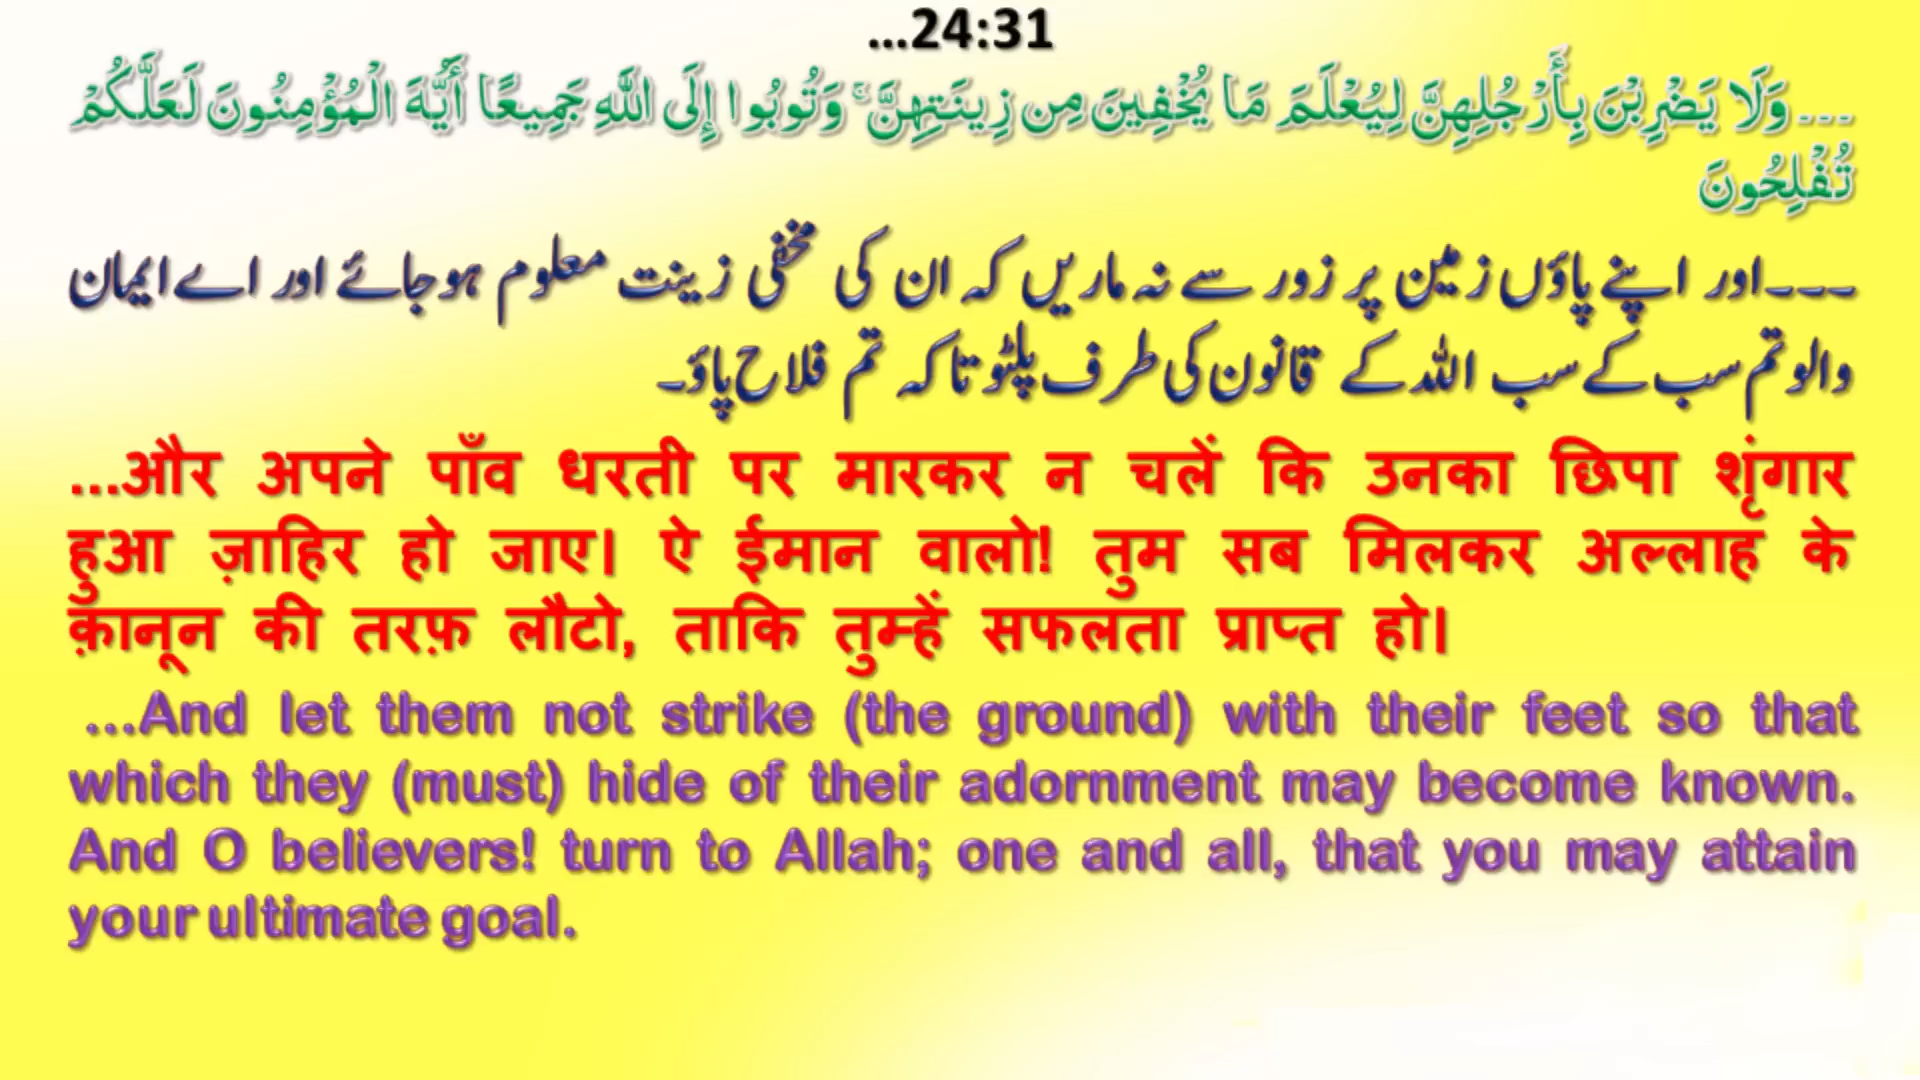 ...24:31
... وَلَا يَضْرِبْنَ بِأَرْجُلِهِنَّ لِيُعْلَمَ مَا يُخْفِينَ مِن زِينَتِهِنَّ ۚ وَتُوبُوا إِلَى اللَّهِ جَمِيعًا أَيُّهَ الْمُؤْمِنُونَ لَعَلَّكُمْ
تُفْلِحُونَ
۔۔۔اور اپنے پاؤں زمین پر زور سے نہ ماریں کہ ان کی مخفی زینت معلوم ہوجائے اور اے ایمان
والو تم سب کے سب اللہ کے قانون کی طرف پلٹو تاکہ تم فلاح پاؤ۔
...और अपने पाँव धरती पर मारकर न चलें कि उनका छिपा शृंगार
हुआ ज़ाहिर हो जाए। ऐ ईमान वालो! तुम सब मिलकर अल्लाह के
क़ानून की तरफ़ लौटो, ताकि तुम्हें सफलता प्राप्त हो।
...And let them not strike (the ground) with their feet so that
which they (must) hide of their adornment may become known.
And O believers! turn to Allah; one and all, that you may attain
your ultimate goal.